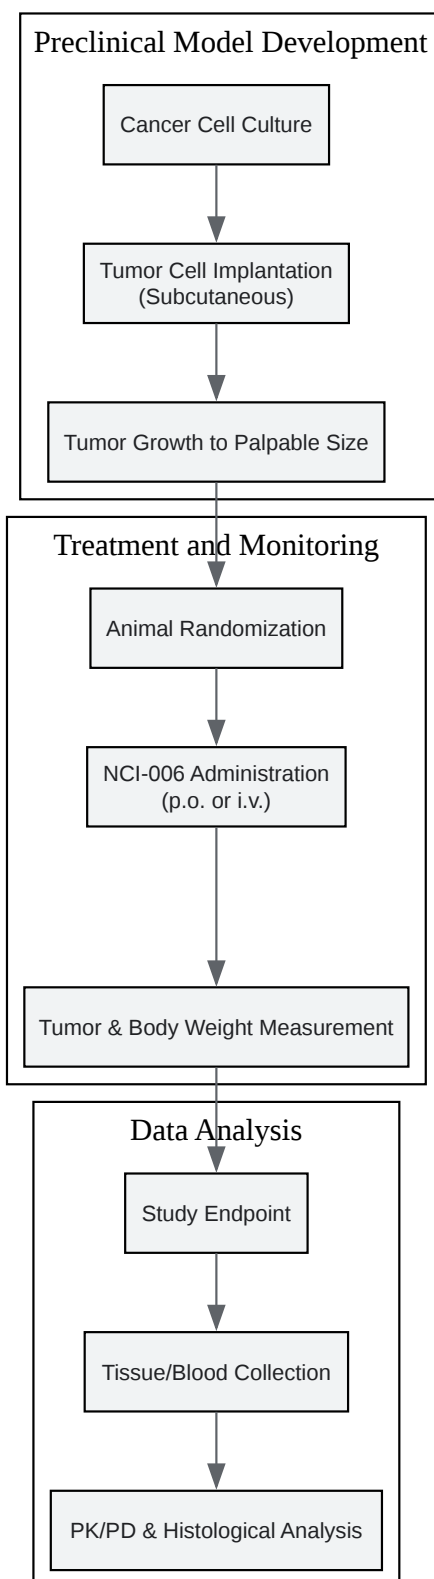 Preclinical Model Development
Cancer Cell Culture
Tumor Cell Implantation
(Subcutaneous)
Tumor Growth to Palpable Size
Treatment and Monitoring
Animal Randomization
NCI-006 Administration
(p.o. or i.v.)
Tumor & Body Weight Measurement
Data Analysis
Study Endpoint
Tissue/Blood Collection
PK/PD & Histological Analysis